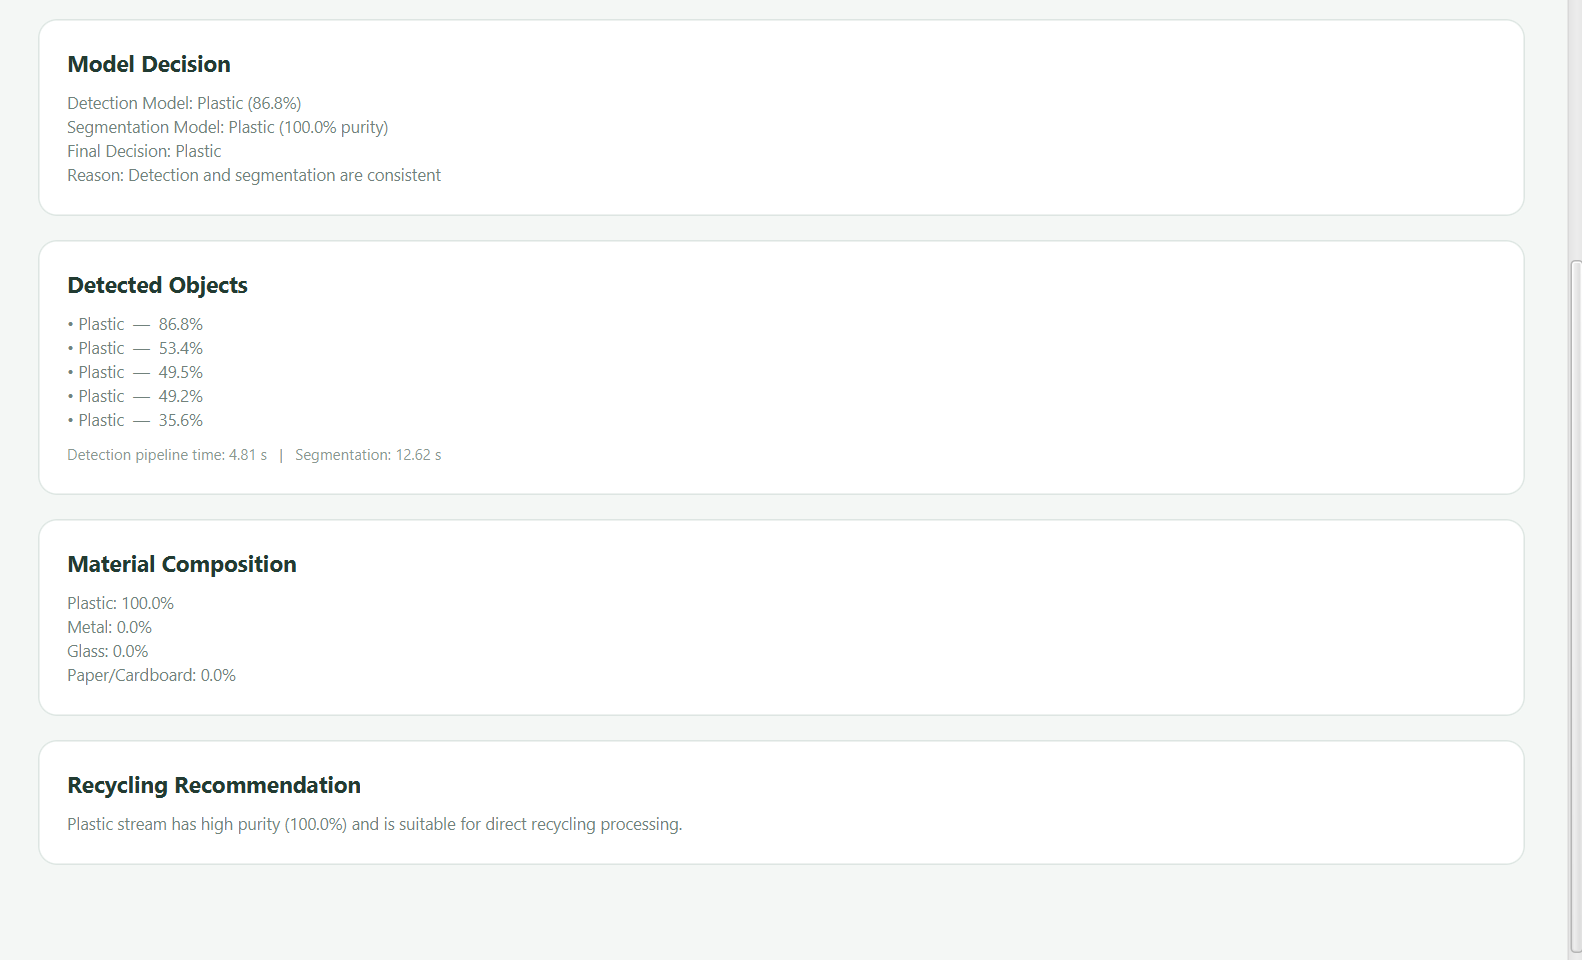 Model Decision
Detection Model: Plastic (86.8%)
Segmentation Model: Plastic (100.0% purity)
Final Decision: Plastic
Reason: Detection and segmentation are consistent
Detected Objects
• Plastic — 86.8%
• Plastic — 53.4%
• Plastic — 49.5%
• Plastic — 49.2%
• Plastic — 35.6%
Detection pipeline time: 4.81 s | Segmentation: 12.62 s
Material Composition
Plastic: 100.0%
Metal: 0.0%
Glass: 0.0%
Paper/Cardboard: 0.0%
Recycling Recommendation
Plastic stream has high purity (100.0%) and is suitable for direct recycling processing.